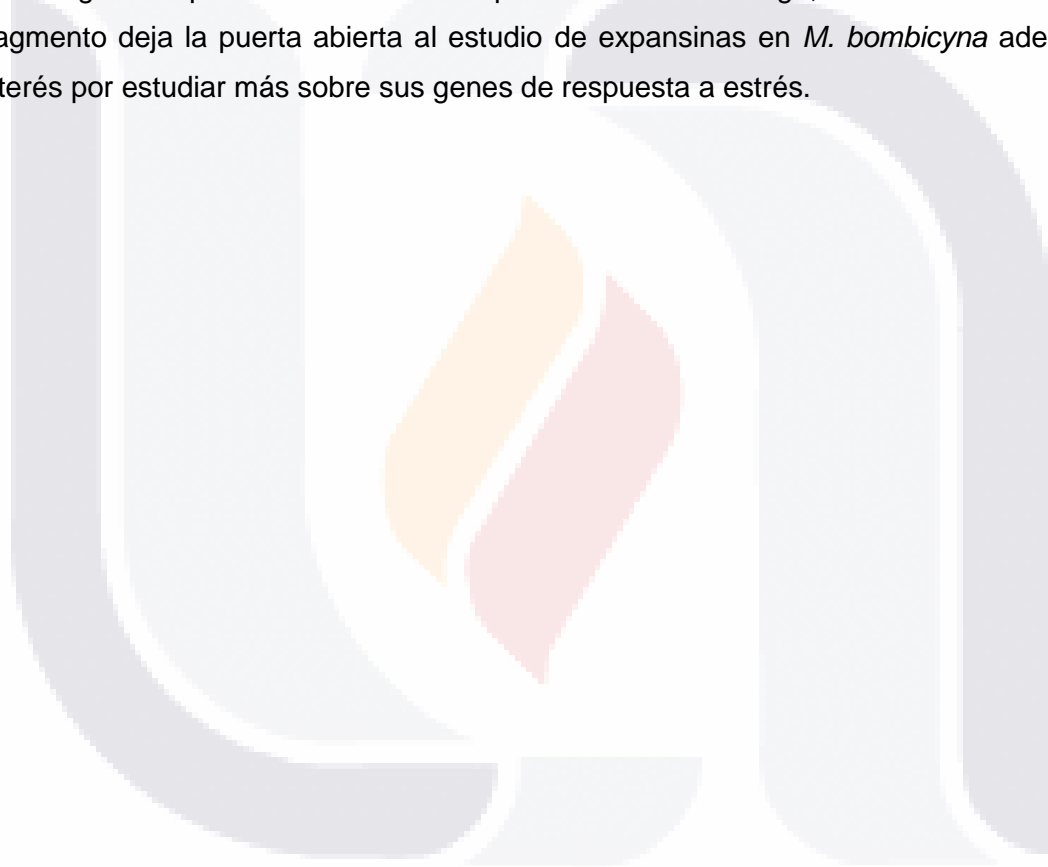 agmento deja la puerta abierta al estudio de expansinas en M. bombicyna ade
terés por estudiar más sobre sus genes de respuesta a estrés.